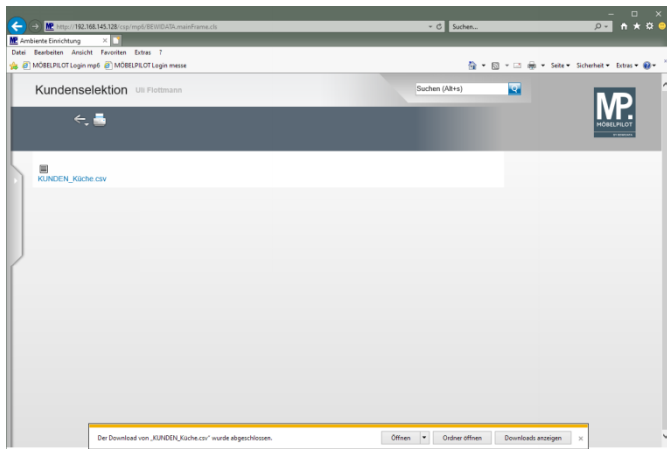 http://192.168.145.128/csp/mp6/BEWIDATA.mainFrame.cls
Suchen...
Ambiente Einrichtung
Datei Bearbeiten Ansicht Favoriten Extras ?
MÖBELPILOT Login mp6 MÖBELPILOT Login messe
Seite Sicherheit Extras
Kundenselektion Uli Flottmann
Suchen (Alt+s)
MP.
MÖBELPILOT
KUNDEN_Küche.csv
Der Download von „KUNDEN_Küche.csv" wurde abgeschlossen.
Öffnen
Ordner öffnen
Downloads anzeigen